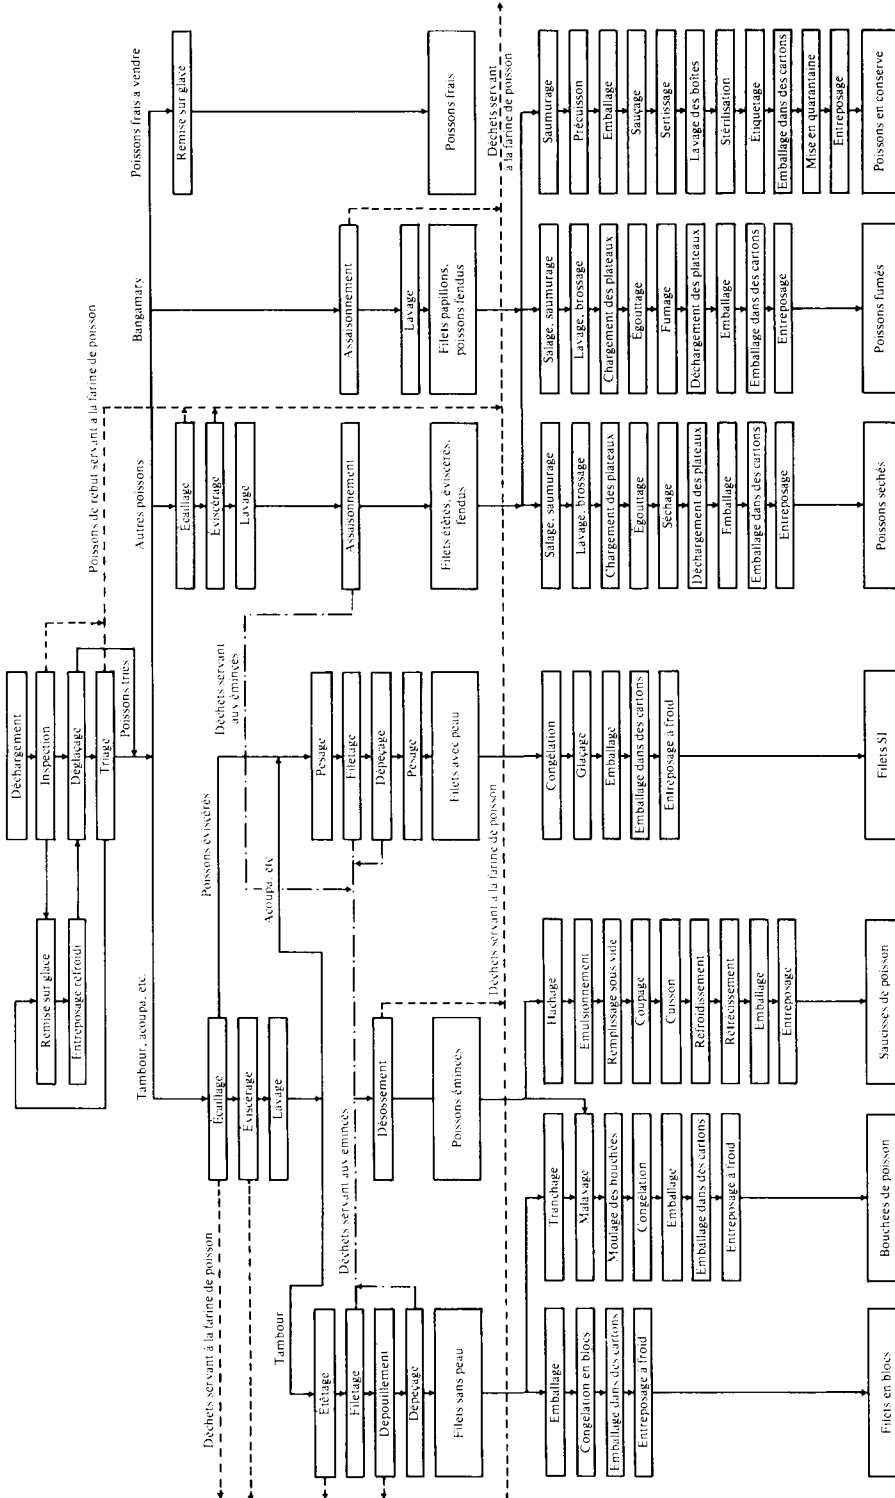 Déchargement
Inspection
Déglaçage
Triage
Remise sur glace
Entreposage refroidi
Poissons triés
Poissons de rebut servant à la farine de poisson
Tambour, acoupa, etc.
Autres poissons
Bangamary
Poissons frais à vendre
Écaillage
Éviscérage
Lavage
Déchets servant à la farine de poisson
Poissons éviscérés
Acoupa, etc
Tambour
Étêtage
Filetage
Dépouillement
Dépeçage
Filets sans peau
Déchets servant aux émincés
Désossement
Poissons émincés
Déchets servant
aux émincés
Pesage
Filetage
Dépeçage
Pesage
Filets avec peau
Écaillage
Éviscérage
Lavage
Assaisonnement
Filets étêtés, éviscérés,
fendus
Assaisonnement
Lavage
Filets papillons,
poissons fendus
Remise sur glace
Poissons frais
Déchets servant
à la farine de poisson
Déchets servant à la farine de poisson
Emballage
Congélation en blocs
Emballage dans des cartons
Entreposage à froid
Filets en blocs
Tranchage
Malavage
Moulage des bouchées
Congélation
Emballage
Emballage dans des cartons
Entreposage à froid
Bouchées de poisson
Hachage
Émulsionnement
Remplissage sous vide
Coupage
Cuisson
Refroidissement
Rétrécissement
Emballage
Entreposage
Saucisses de poisson
Congélation
Glaçage
Emballage
Emballage dans des cartons
Entreposage à froid
Filets SI
Salage, saumurage
Lavage, brossage
Chargement des plateaux
Égouttage
Séchage
Déchargement des plateaux
Emballage
Emballage dans des cartons
Entreposage
Poissons séchés
Salage, saumurage
Lavage, brossage
Chargement des plateaux
Égouttage
Fumage
Déchargement des plateaux
Emballage
Emballage dans des cartons
Entreposage
Poissons fumés
Saumurage
Précuisson
Emballage
Sauçage
Sertissage
Lavage des boîtes
Stérilisation
Étiquetage
Emballage dans des cartons
Mise en quarantaine
Entreposage
Poissons en conserve